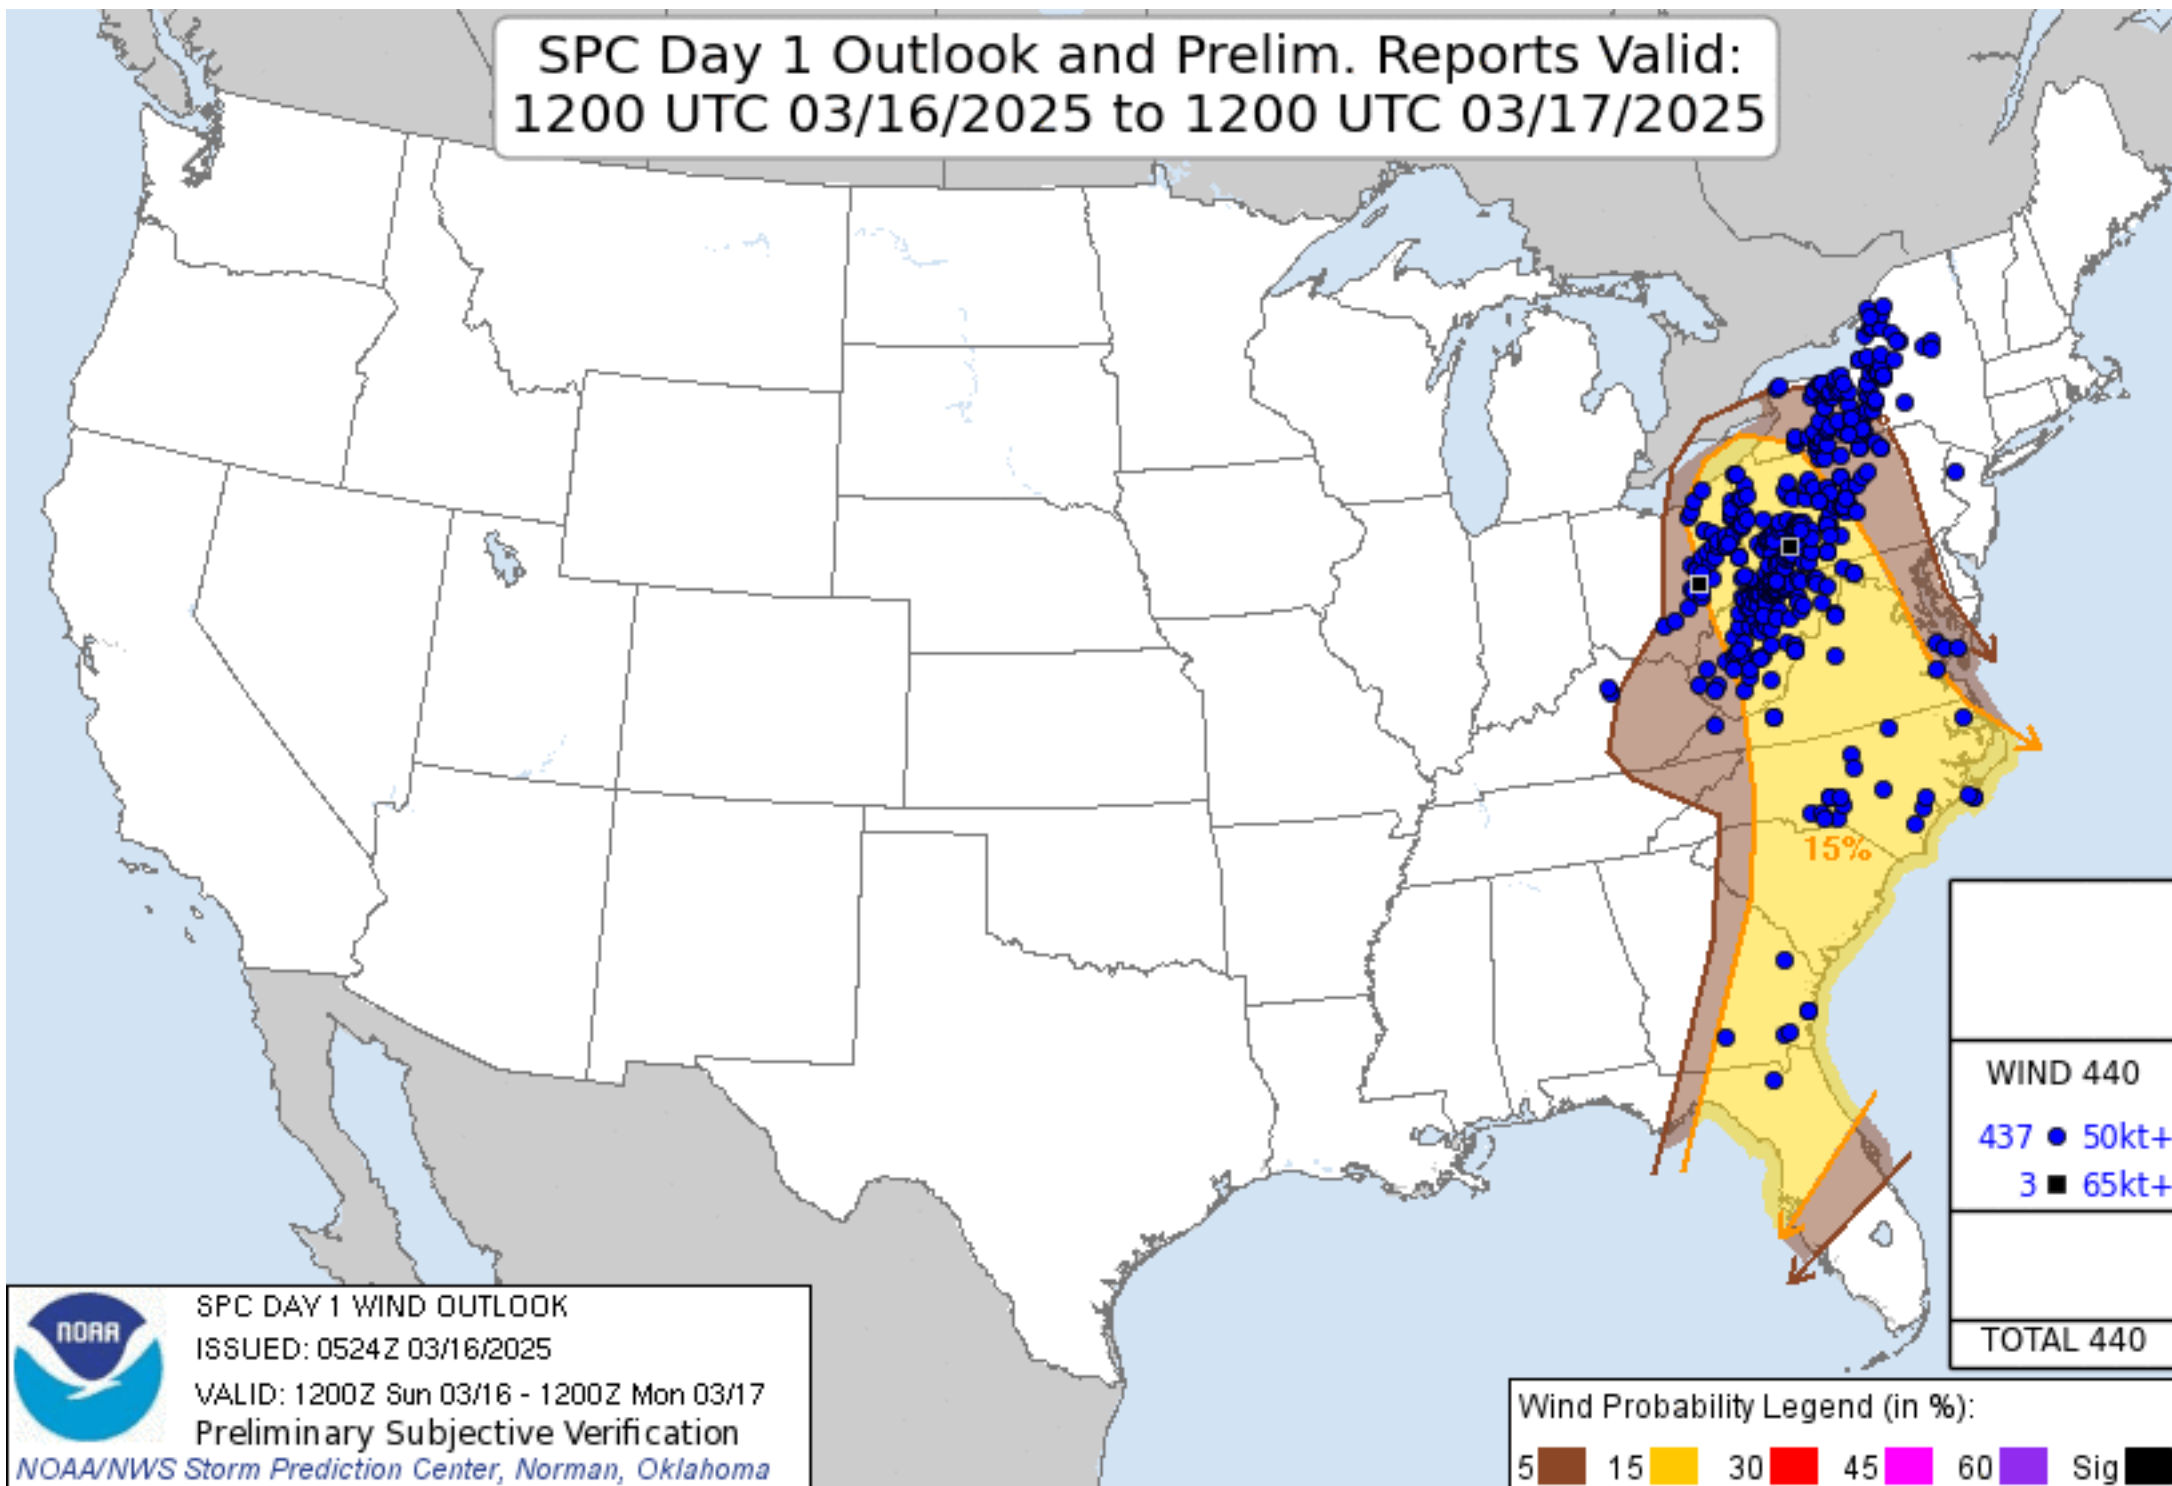 SPC Day 1 Outlook and Prelim. Reports Valid:
1200 UTC 03/16/2025 to 1200 UTC 03/17/2025
15%
WIND 440
437 50kt+
3 65kt+
TOTAL 440
NOAA
SPC DAY 1 WIND OUTLOOK
ISSUED: 0524Z 03/16/2025
VALID: 1200Z Sun 03/16 - 1200Z Mon 03/17
Preliminary Subjective Verification
NOAA/NWS Storm Prediction Center, Norman, Oklahoma
Wind Probability Legend (in %):
5 15 30 45 60 Sig